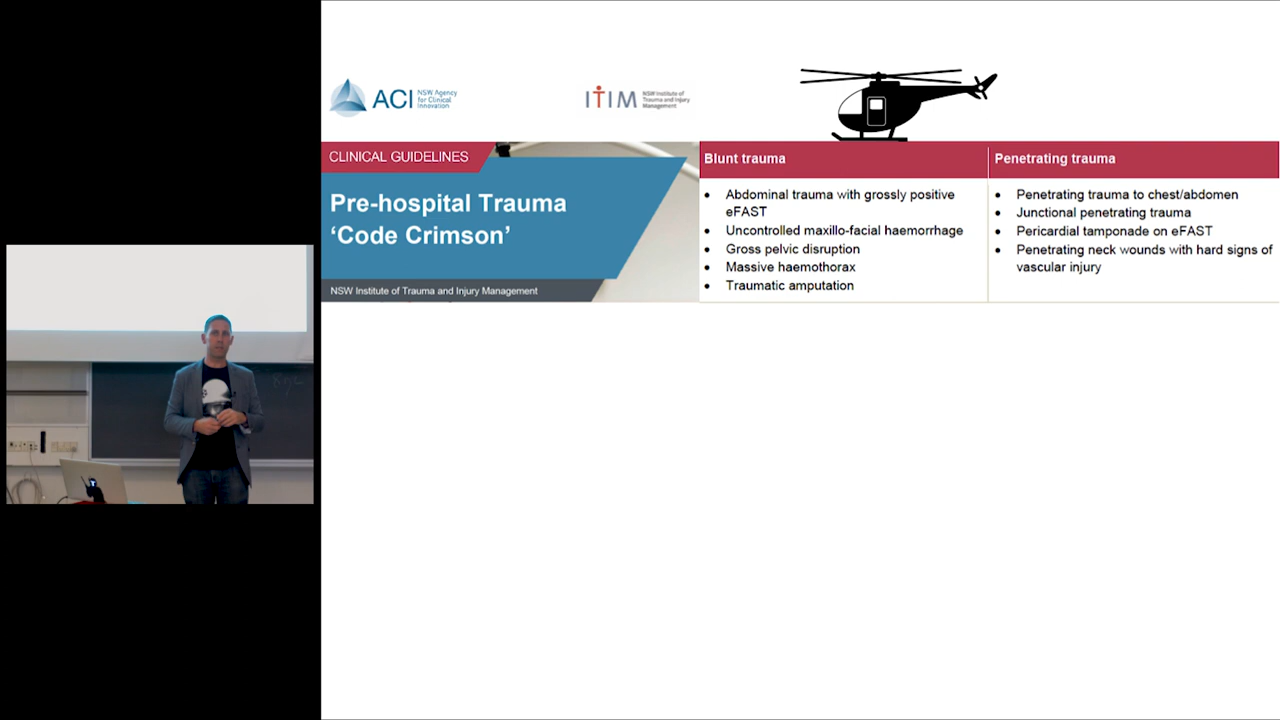 ACI
NSW Agency
for Clinical
Innovation
ITIM
NSW Institute of
Trauma and Injury
Management
CLINICAL GUIDELINES
Pre-hospital Trauma
‘Code Crimson’
NSW Institute of Trauma and Injury Management
Blunt trauma
• Abdominal trauma with grossly positive
eFAST
• Uncontrolled maxillo-facial haemorrhage
• Gross pelvic disruption
• Massive haemothorax
• Traumatic amputation
Penetrating trauma
• Penetrating trauma to chest/abdomen
• Junctional penetrating trauma
• Pericardial tamponade on eFAST
• Penetrating neck wounds with hard signs of
vascular injury